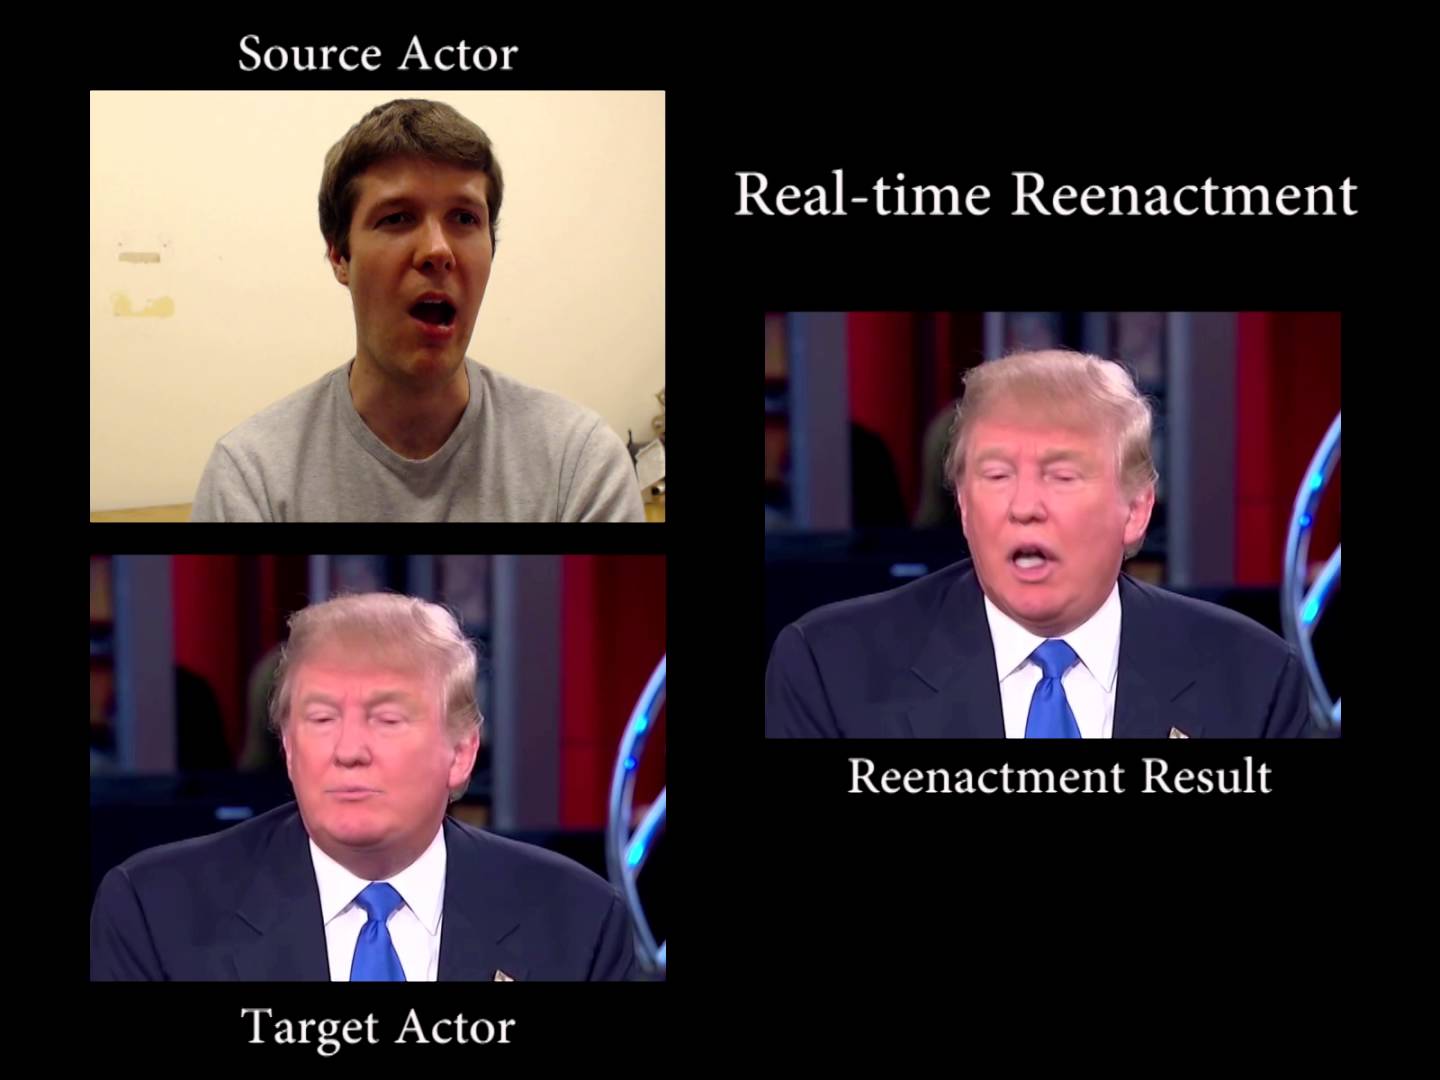 Source Actor
Real-time Reenactment
Reenactment Result
Target Actor